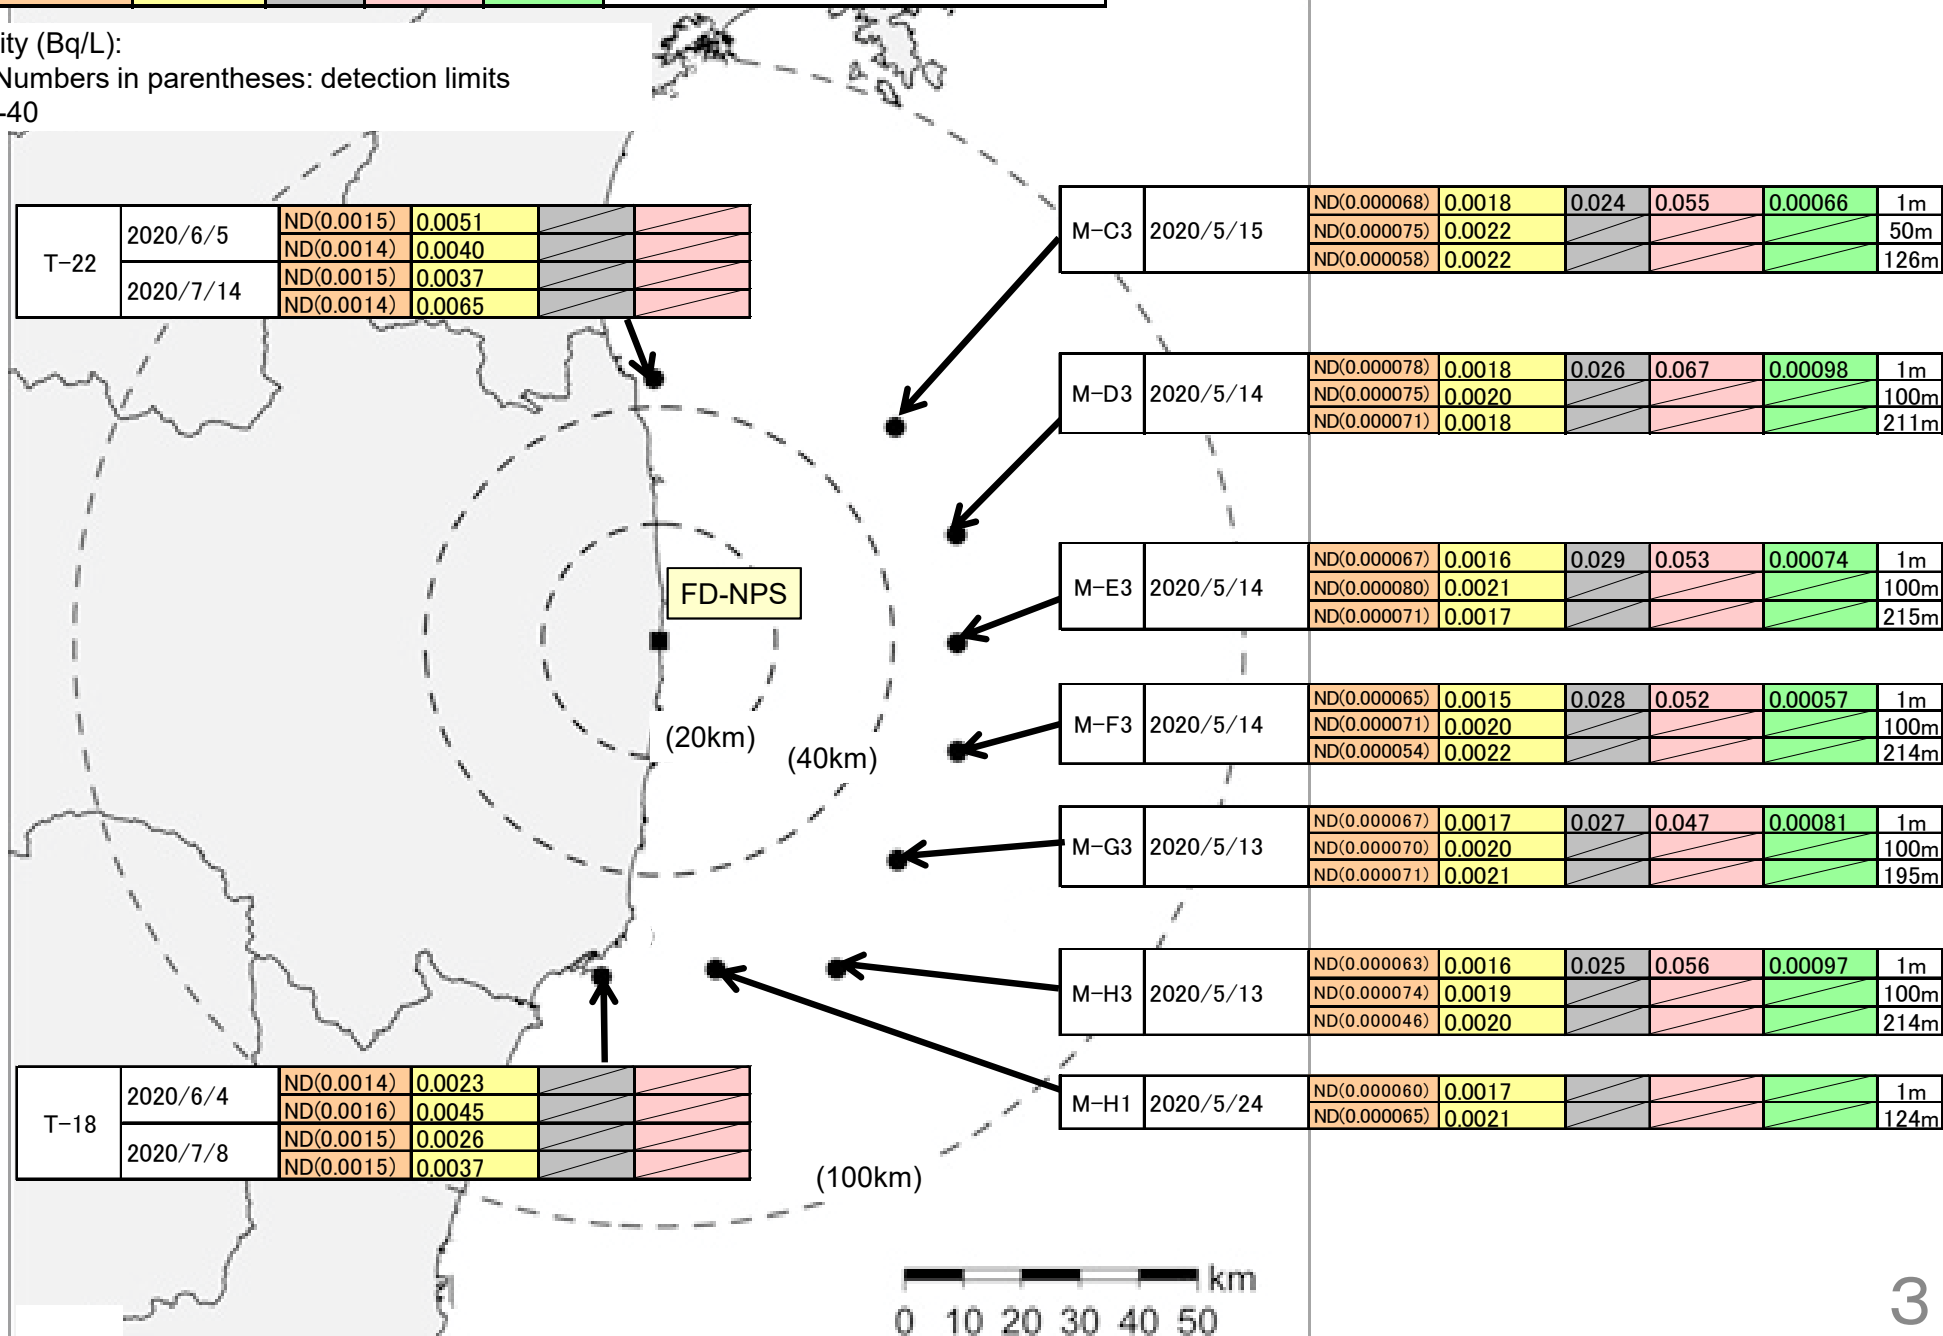 ity (Bq/L):
Numbers in parentheses: detection limits
-40
T-22
2020/6/5
ND(0.0015) 0.0051
ND(0.0014) 0.0040
2020/7/14
ND(0.0015) 0.0037
ND(0.0014) 0.0065
M-C3 2020/5/15
ND(0.000068) 0.0018 0.024 0.055 0.00066 1m
ND(0.000075) 0.0022 50m
ND(0.000058) 0.0022 126m
M-D3 2020/5/14
ND(0.000078) 0.0018 0.026 0.067 0.00098 1m
ND(0.000075) 0.0020 100m
ND(0.000071) 0.0018 211m
FD-NPS
M-E3 2020/5/14
ND(0.000067) 0.0016 0.029 0.053 0.00074 1m
ND(0.000080) 0.0021 100m
ND(0.000071) 0.0017 215m
(20km)
(40km)
M-F3 2020/5/14
ND(0.000065) 0.0015 0.028 0.052 0.00057 1m
ND(0.000071) 0.0020 100m
ND(0.000054) 0.0022 214m
M-G3 2020/5/13
ND(0.000067) 0.0017 0.027 0.047 0.00081 1m
ND(0.000070) 0.0020 100m
ND(0.000071) 0.0021 195m
M-H3 2020/5/13
ND(0.000063) 0.0016 0.025 0.056 0.00097 1m
ND(0.000074) 0.0019 100m
ND(0.000046) 0.0020 214m
T-18
2020/6/4
ND(0.0014) 0.0023
ND(0.0016) 0.0045
2020/7/8
ND(0.0015) 0.0026
ND(0.0015) 0.0037
M-H1 2020/5/24
ND(0.000060) 0.0017 1m
ND(0.000065) 0.0021 124m
(100km)
km
0 10 20 30 40 50
3